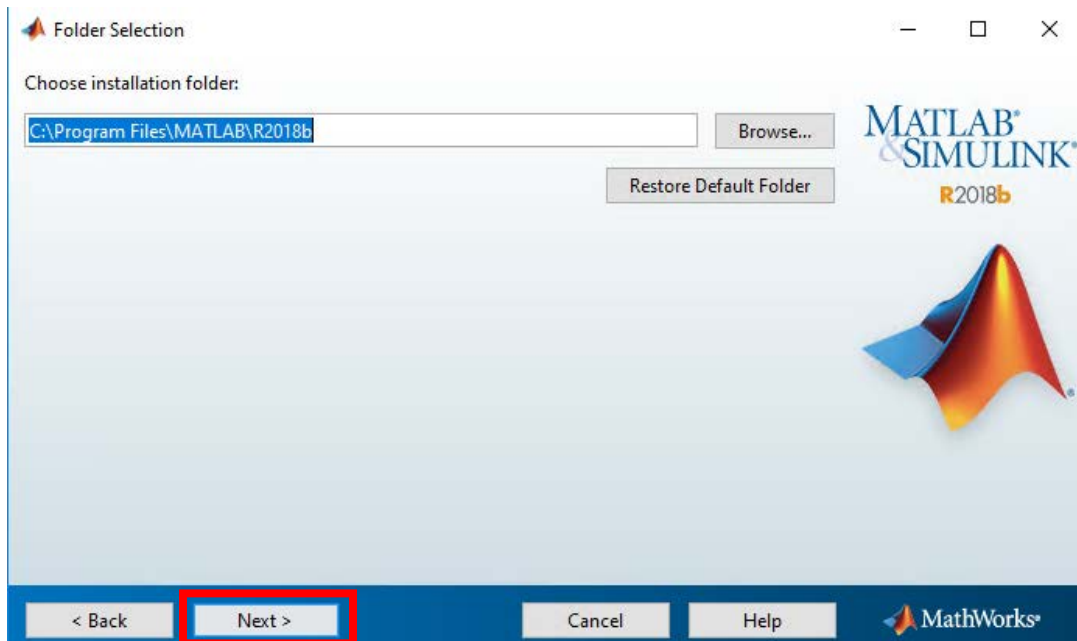 Folder Selection
Choose installation folder:
C:\Program Files\MATLAB\R2018b
Browse...
Restore Default Folder
MATLAB®
&SIMULINK®
R2018b
< Back
Next >
Cancel
Help
MathWorks®